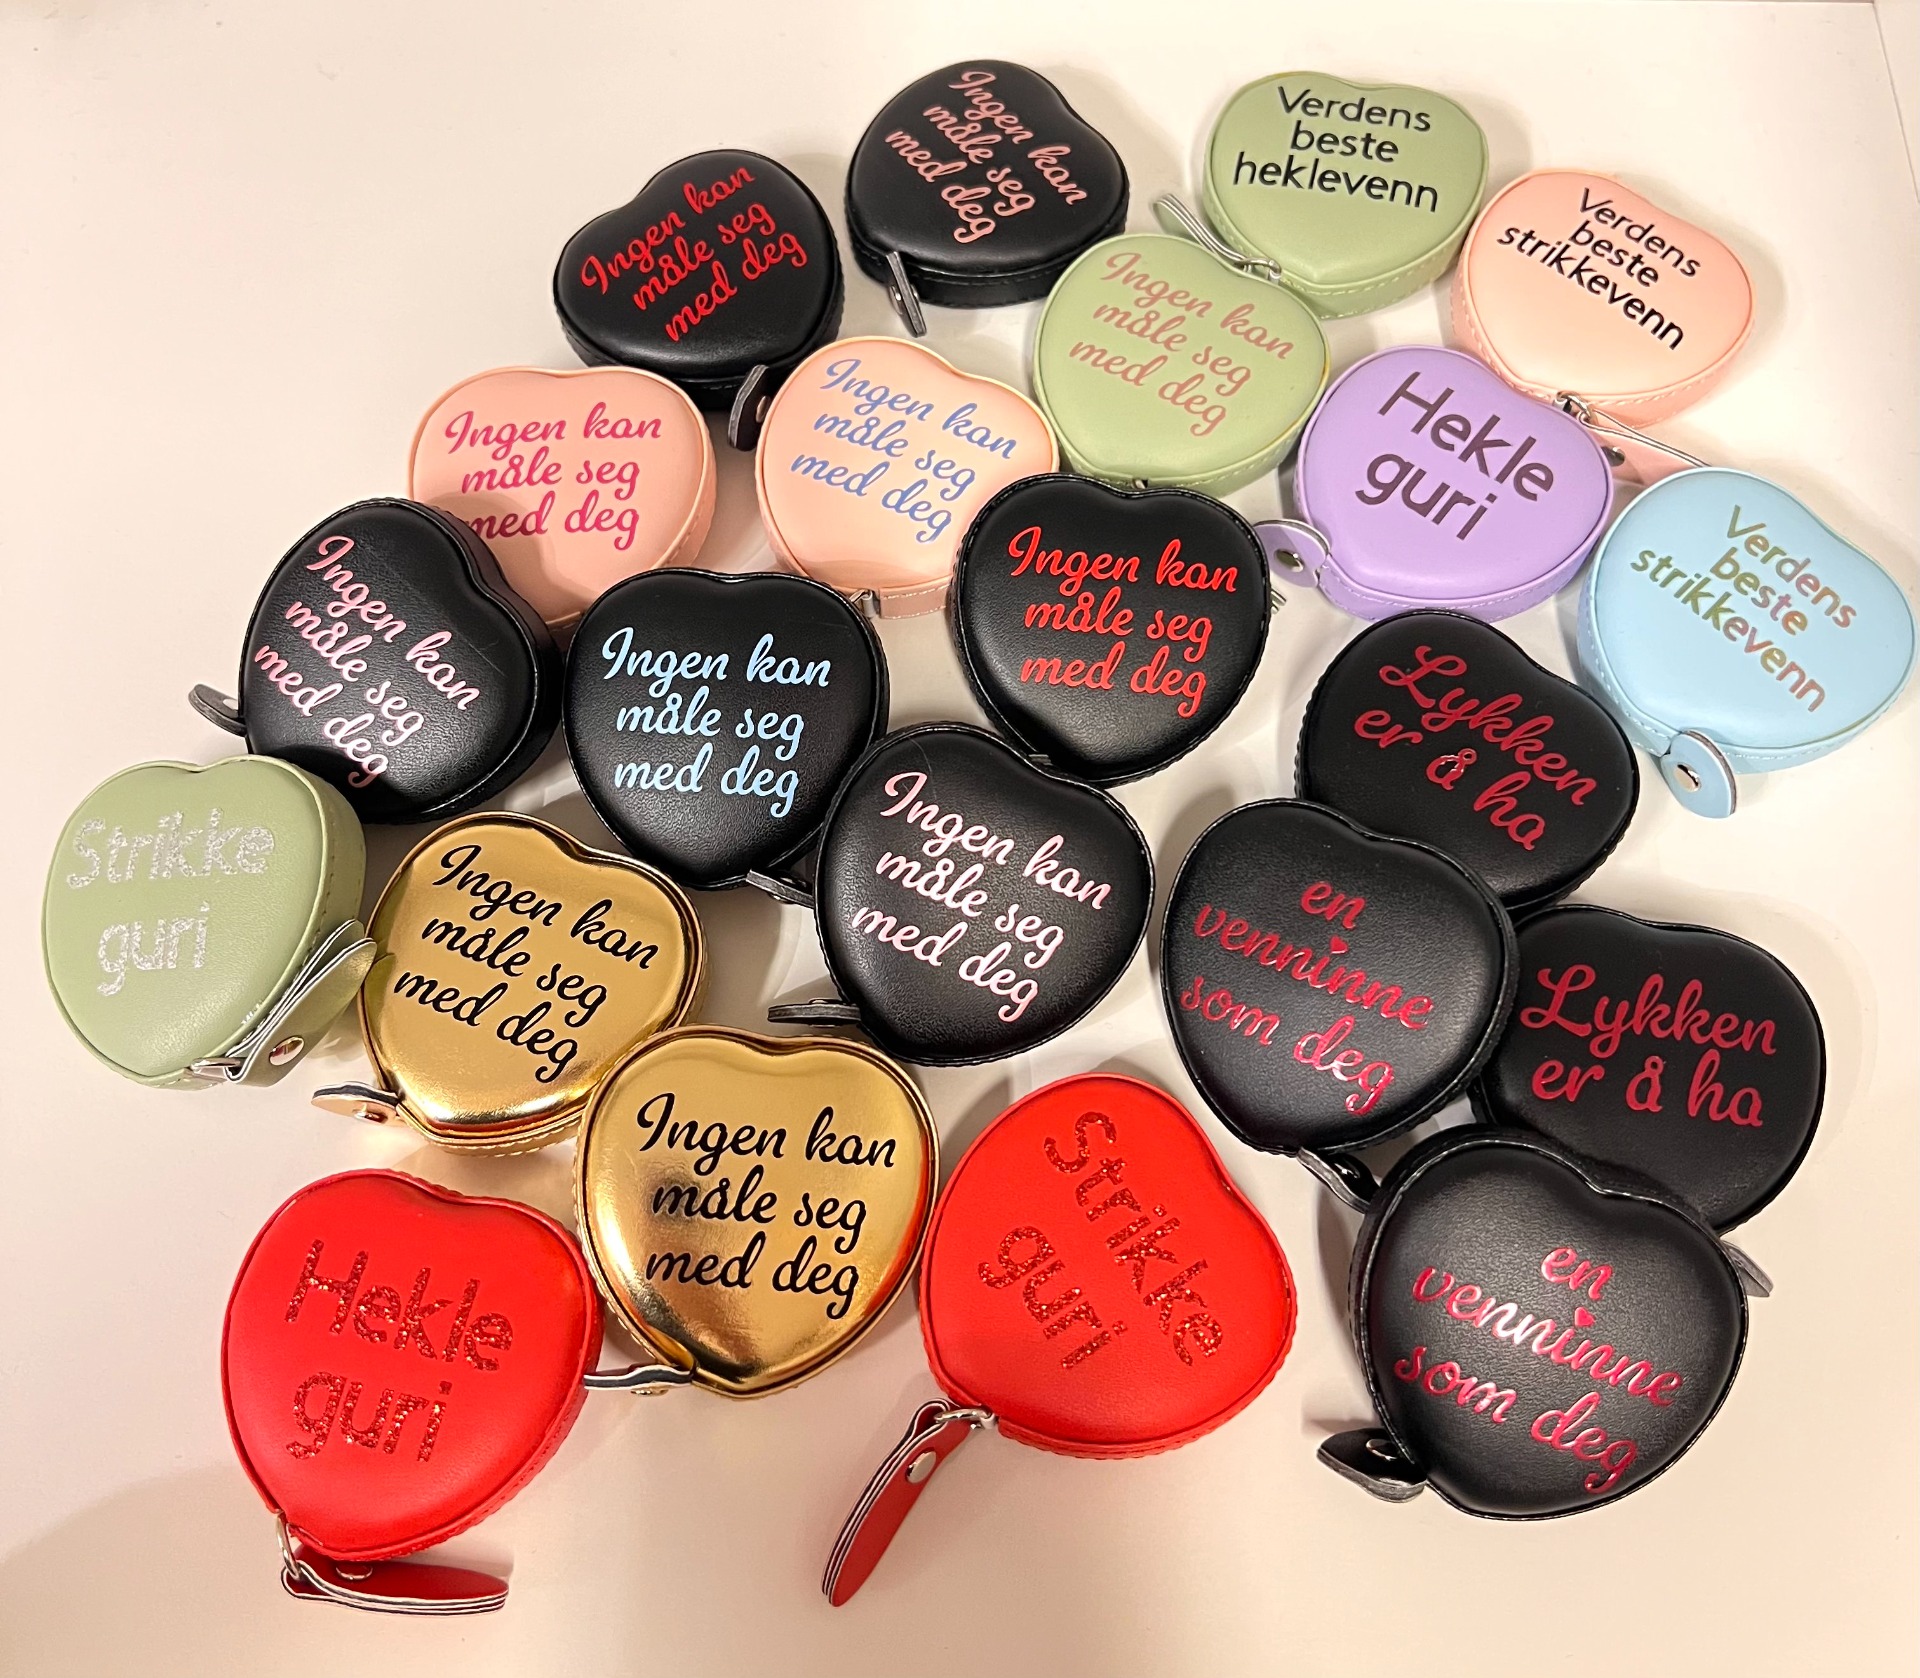 Ingen kan
måle seg
med deg
Verdens
beste
heklevenn
Ingen kan
måle seg
med deg
Verdens
beste
strikkevenn
Ingen kan
måle seg
med deg
Ingen kan
måle seg
med deg
Ingen kan
måle seg
med deg
Hekle
guri
Verdens
beste
strikkevenn
Ingen kan
måle seg
med deg
Ingen kan
måle seg
med deg
Ingen kan
måle seg
med deg
Lykken
er å ha
Strikke
guri
Ingen kan
måle seg
med deg
Ingen kan
måle seg
med deg
en
venninne
som deg
Lykken
er å ha
Ingen kan
måle seg
med deg
Strikke
guri
Hekle
guri
en
venninne
som deg